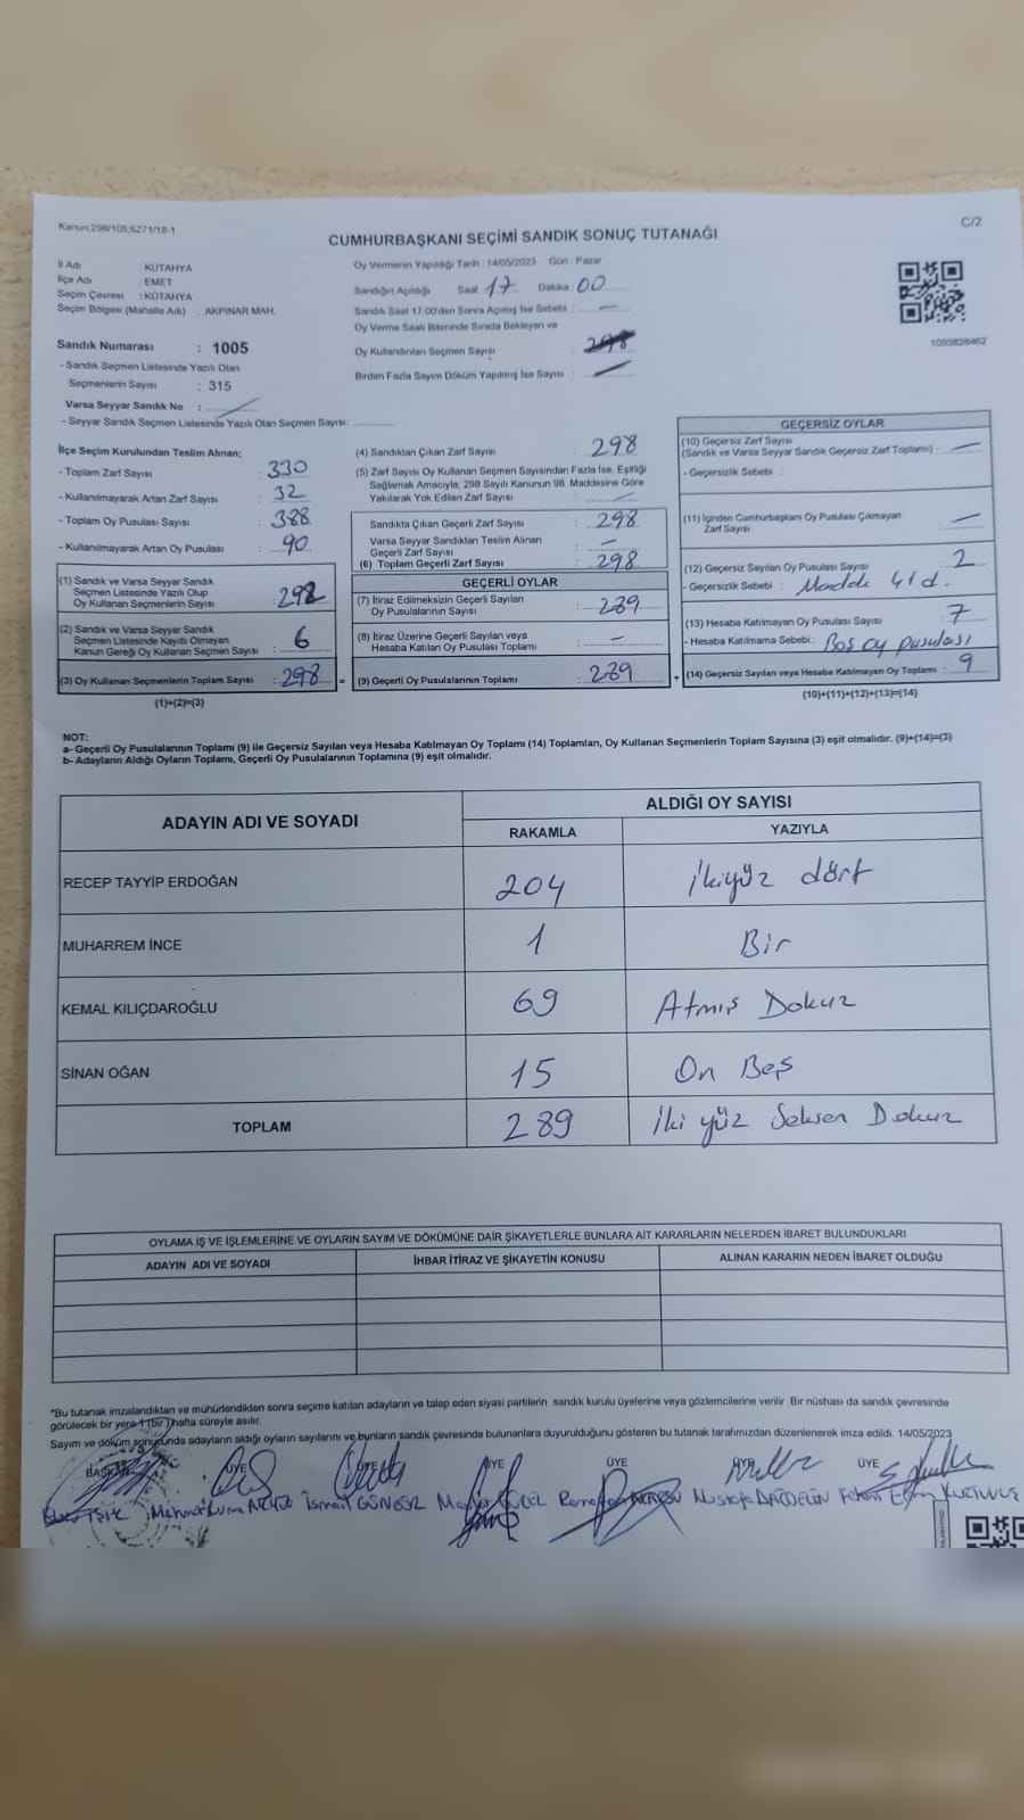 Kanun:298/105,6271/18-1
C/2
CUMHURBAŞKANI SEÇİMİ SANDIK SONUÇ TUTANAĞI
İl Adı : KÜTAHYA
İlçe Adı : EMET
Seçim Çevresi : KÜTAHYA
Seçim Bölgesi (Mahalle Adı) : AKPINAR MAH.
Oy Vermenin Yapıldığı Tarih : 14/05/2023 Gün : Pazar
Sandığın Açıldığı Saat 17 Dakika : 00
Sandık Saat 17:00'den Sonra Açılmış İse Sebebi : —
Oy Verme Saati Bitiminde Sırada Bekleyen ve
Oy Kullandırılan Seçmen Sayısı :
Birden Fazla Sayım Döküm Yapılmış İse Sayısı :
Sandık Numarası : 1005
- Sandık Seçmen Listesinde Yazılı Olan
Seçmenlerin Sayısı : 315
Varsa Seyyar Sandık No :
- Seyyar Sandık Seçmen Listesinde Yazılı Olan Seçmen Sayısı:
İlçe Seçim Kurulundan Teslim Alınan;
- Toplam Zarf Sayısı : 330
- Kullanılmayarak Artan Zarf Sayısı : 32
- Toplam Oy Pusulası Sayısı : 388
- Kullanılmayarak Artan Oy Pusulası : 90
(1) Sandık ve Varsa Seyyar Sandık
Seçmen Listesinde Yazılı Olup
Oy Kullanan Seçmenlerin Sayısı : 292
(2) Sandık ve Varsa Seyyar Sandık
Seçmen Listesinde Kayıtlı Olmayan
Kanun Gereği Oy Kullanan Seçmen Sayısı : 6
(3) Oy Kullanan Seçmenlerin Toplam Sayısı : 298
(1)+(2)=(3)
(4) Sandıktan Çıkan Zarf Sayısı : 298
(5) Zarf Sayısı Oy Kullanan Seçmen Sayısından Fazla İse, Eşitliği
Sağlamak Amacıyla, 298 Sayılı Kanunun 98. Maddesine Göre
Yakılarak Yok Edilen Zarf Sayısı : —
Sandıkta Çıkan Geçerli Zarf Sayısı : 298
Varsa Seyyar Sandıktan Teslim Alınan
Geçerli Zarf Sayısı : —
(6) Toplam Geçerli Zarf Sayısı : 298
GEÇERLİ OYLAR
(7) İtiraz Edilmeksizin Geçerli Sayılan
Oy Pusulalarının Sayısı : 289
(8) İtiraz Üzerine Geçerli Sayılan veya
Hesaba Katılan Oy Pusulası Toplamı : —
= (9) Geçerli Oy Pusulalarının Toplamı : 289
GEÇERSİZ OYLAR
(10) Geçersiz Zarf Sayısı
(Sandık ve Varsa Seyyar Sandık Geçersiz Zarf Toplamı) : —
- Geçersizlik Sebebi :
(11) İçinden Cumhurbaşkanı Oy Pusulası Çıkmayan
Zarf Sayısı : —
(12) Geçersiz Sayılan Oy Pusulası Sayısı : 2
- Geçersizlik Sebebi : Madde 4/d.
(13) Hesaba Katılmayan Oy Pusulası Sayısı : 7
- Hesaba Katılmama Sebebi : Boş oy pusulası
+ (14) Geçersiz Sayılan veya Hesaba Katılmayan Oy Toplamı : 9
(10)+(11)+(12)+(13)=(14)
NOT:
a- Geçerli Oy Pusulalarının Toplamı (9) ile Geçersiz Sayılan veya Hesaba Katılmayan Oy Toplamı (14) Toplamları, Oy Kullanan Seçmenlerin Toplam Sayısına (3) eşit olmalıdır. (9)+(14)=(3)
b- Adayların Aldığı Oyların Toplamı, Geçerli Oy Pusulalarının Toplamına (9) eşit olmalıdır.
ADAYIN ADI VE SOYADI
ALDIĞI OY SAYISI
RAKAMLA YAZIYLA
RECEP TAYYİP ERDOĞAN 204 İkiyüz dört
MUHARREM İNCE 1 Bir
KEMAL KILIÇDAROĞLU 69 Atmış Dokuz
SİNAN OĞAN 15 On Beş
TOPLAM 289 İki yüz Seksen Dokuz
OYLAMA İŞ VE İŞLEMLERİNE VE OYLARIN SAYIM VE DÖKÜMÜNE DAİR ŞİKAYETLERLE BUNLARA AİT KARARLARIN NELERDEN İBARET BULUNDUKLARI
ADAYIN ADI VE SOYADI İHBAR İTİRAZ VE ŞİKAYETİN KONUSU ALINAN KARARIN NEDEN İBARET OLDUĞU
*Bu tutanak imzalandıktan ve mühürlendikten sonra seçime katılan adayların ve talep eden siyasi partilerin sandık kurulu üyelerine veya gözlemcilerine verilir. Bir nüshası da sandık çevresinde
görülecek bir yere 1 (bir) hafta süreyle asılır.
Sayım ve döküm sonucunda adayların aldığı oyların sayılarını ve bunların sandık çevresinde bulunanlara duyurulduğunu gösteren bu tutanak tarafımızdan düzenlenerek imza edildi. 14/05/2023
BAŞKAN ÜYE ÜYE ÜYE ÜYE ÜYE ÜYE
İsmail GÜNGÖZ Mustafa